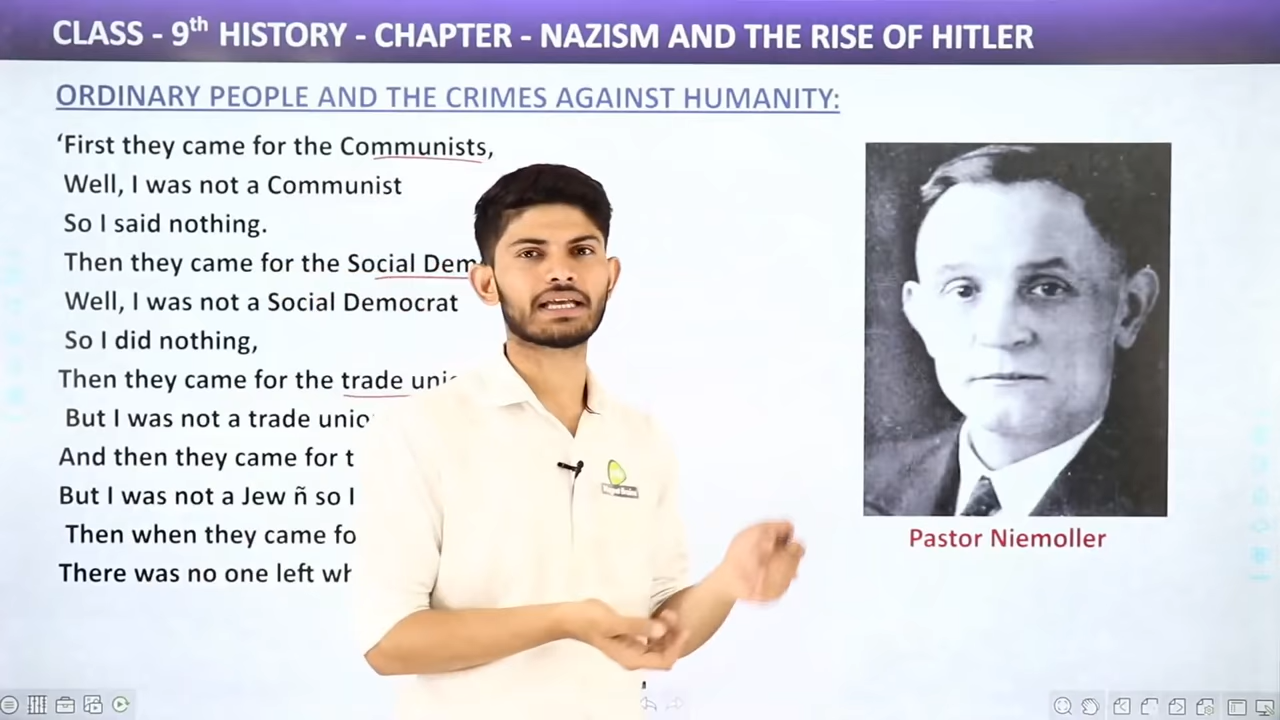 CLASS - 9th HISTORY - CHAPTER - NAZISM AND THE RISE OF HITLER
ORDINARY PEOPLE AND THE CRIMES AGAINST HUMANITY:
‘First they came for the Communists,
Well, I was not a Communist
So I said nothing.
Then they came for the Social Dem
Well, I was not a Social Democrat
So I did nothing,
Then they came for the trade
But I was not a trade
And then they came for
But I was not a Jew ñ so I
Then when they came
There was no one left
Pastor Niemoller